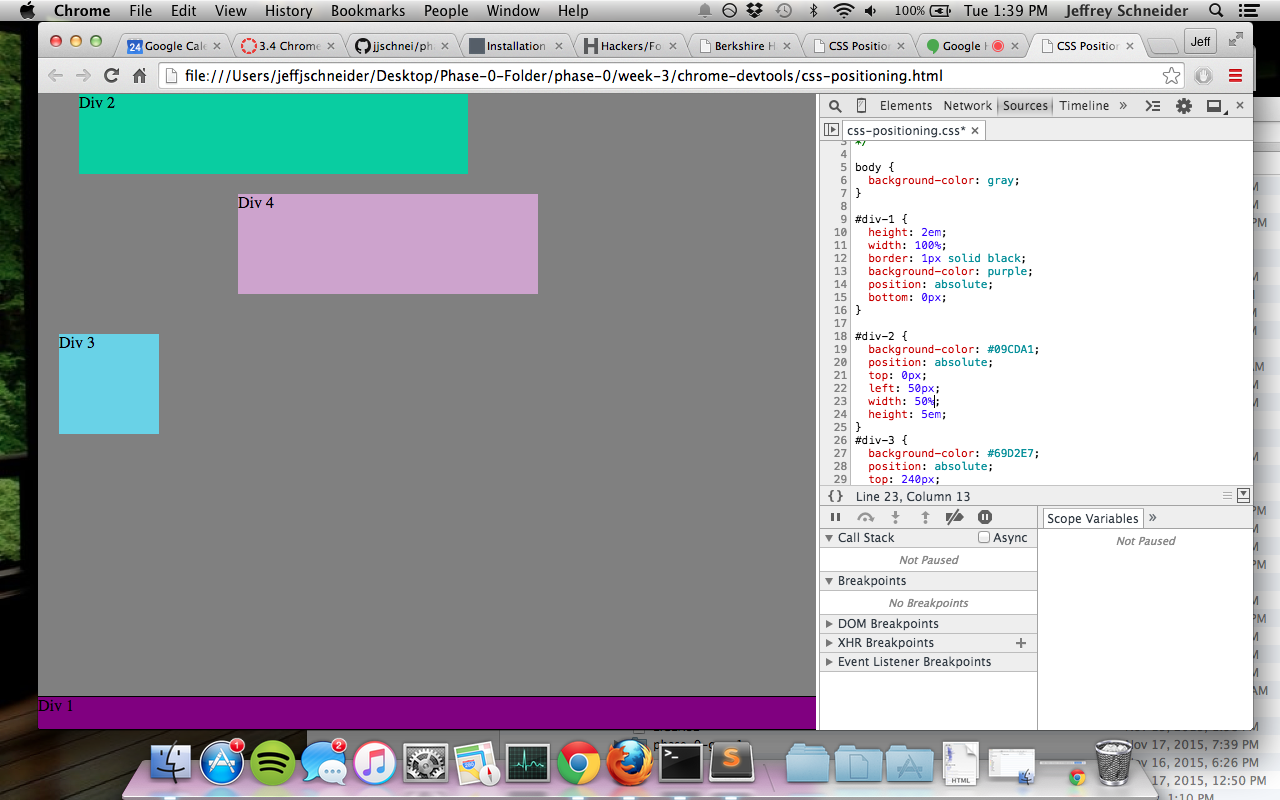 Chrome File Edit View History Bookmarks People Window Help 100% Tue 1:39 PM Jeffrey Schneider
24 Google Cale 3.4 Chrome jjschnei/pha Installation Hackers/Fo Berkshire H CSS Position Google H CSS Position Jeff
file:///Users/jeffjschneider/Desktop/Phase-0-Folder/phase-0/week-3/chrome-devtools/css-positioning.html
Div 2
Div 4
Div 3
Div 1
Elements Network Sources Timeline »
css-positioning.css* ×
3 */
4
5 body {
6 background-color: gray;
7 }
8
9 #div-1 {
10 height: 2em;
11 width: 100%;
12 border: 1px solid black;
13 background-color: purple;
14 position: absolute;
15 bottom: 0px;
16 }
17
18 #div-2 {
19 background-color: #09CDA1;
20 position: absolute;
21 top: 0px;
22 left: 50px;
23 width: 50%;
24 height: 5em;
25 }
26 #div-3 {
27 background-color: #69D2E7;
28 position: absolute;
29 top: 240px;
{} Line 23, Column 13
Call Stack Async
Not Paused
Breakpoints
No Breakpoints
DOM Breakpoints
XHR Breakpoints +
Event Listener Breakpoints
Scope Variables »
Not Paused
1
2
HTML
Nov 17, 2015, 7:39 PM
Nov 16, 2015, 6:26 PM
17, 2015, 12:50 PM
1:10 PM